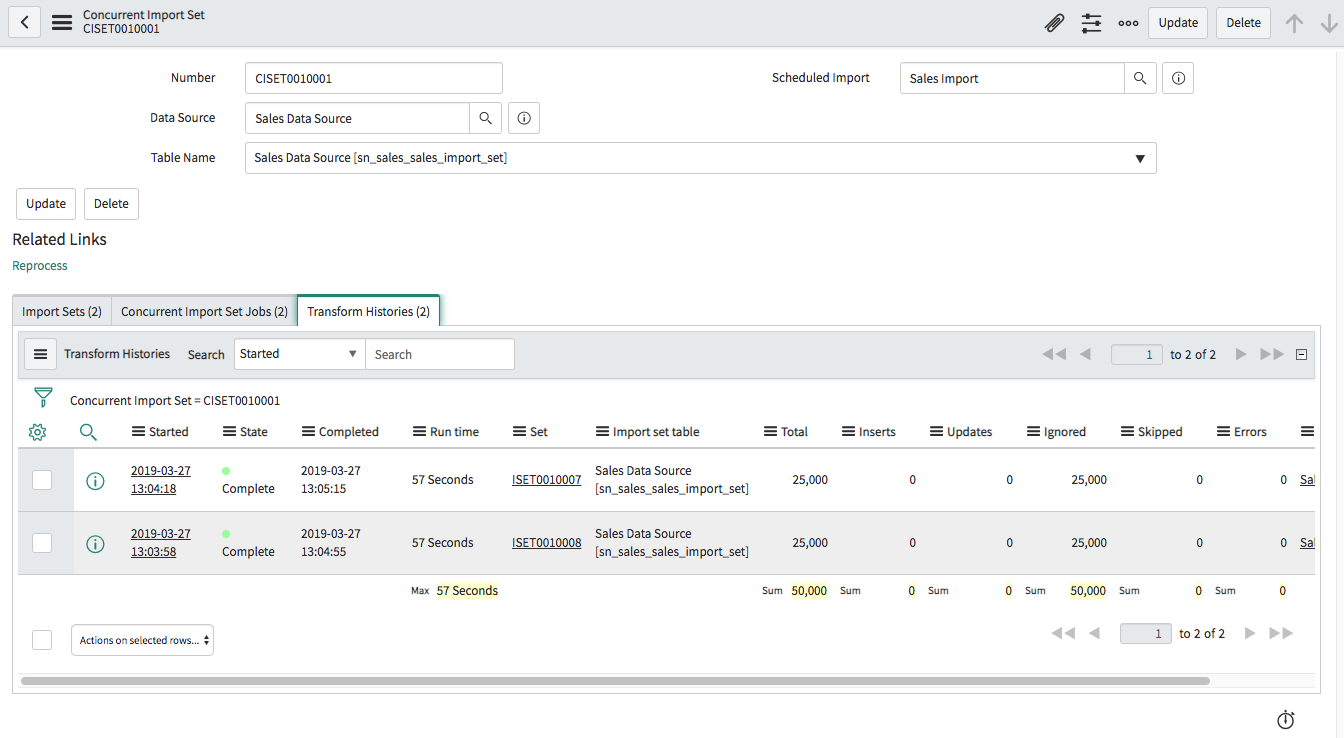 Concurrent Import Set
CISET0010001
Update
Delete
Number
CISET0010001
Scheduled Import
Sales Import
Data Source
Sales Data Source
Table Name
Sales Data Source [sn_sales_sales_import_set]
Update
Delete
Related Links
Reprocess
Import Sets (2)
Concurrent Import Set Jobs (2)
Transform Histories (2)
Transform Histories
Search
Started
Search
1
to 2 of 2
Concurrent Import Set = CISET0010001
Started
State
Completed
Run time
Set
Import set table
Total
Inserts
Updates
Ignored
Skipped
Errors
2019-03-27
13:04:18
Complete
2019-03-27
13:05:15
57 Seconds
ISET0010007
Sales Data Source
[sn_sales_sales_import_set]
25,000
0
0
25,000
0
0
Sal
2019-03-27
13:03:58
Complete
2019-03-27
13:04:55
57 Seconds
ISET0010008
Sales Data Source
[sn_sales_sales_import_set]
25,000
0
0
25,000
0
0
Sal
Max 57 Seconds
Sum 50,000
Sum 0
Sum 0
Sum 50,000
Sum 0
Sum 0
Actions on selected rows...
1
to 2 of 2